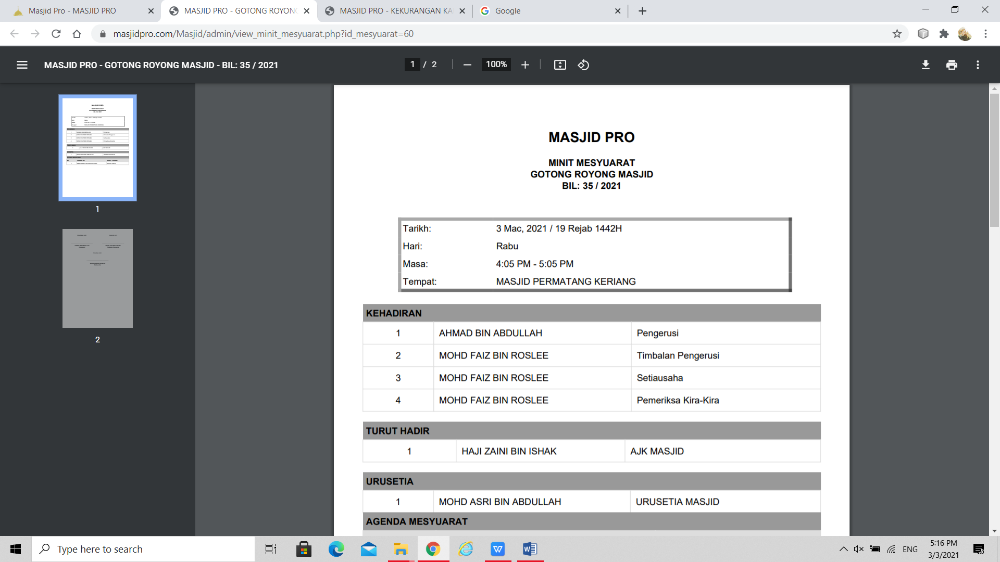 Masjid Pro - MASJID PRO
MASJID PRO - GOTONG ROYONG
MASJID PRO - KEKURANGAN KA
Google
masjidpro.com/Masjid/admin/view_minit_mesyuarat.php?id_mesyuarat=60
MASJID PRO - GOTONG ROYONG MASJID - BIL: 35 / 2021
1 / 2
100%
1
2
MASJID PRO
MINIT MESYUARAT
GOTONG ROYONG MASJID
BIL: 35 / 2021
Tarikh: 3 Mac, 2021 / 19 Rejab 1442H
Hari: Rabu
Masa: 4:05 PM - 5:05 PM
Tempat: MASJID PERMATANG KERIANG
KEHADIRAN
1 AHMAD BIN ABDULLAH Pengerusi
2 MOHD FAIZ BIN ROSLEE Timbalan Pengerusi
3 MOHD FAIZ BIN ROSLEE Setiausaha
4 MOHD FAIZ BIN ROSLEE Pemeriksa Kira-Kira
TURUT HADIR
1 HAJI ZAINI BIN ISHAK AJK MASJID
URUSETIA
1 MOHD ASRI BIN ABDULLAH URUSETIA MASJID
AGENDA MESYUARAT
Type here to search
ENG
5:16 PM
3/3/2021